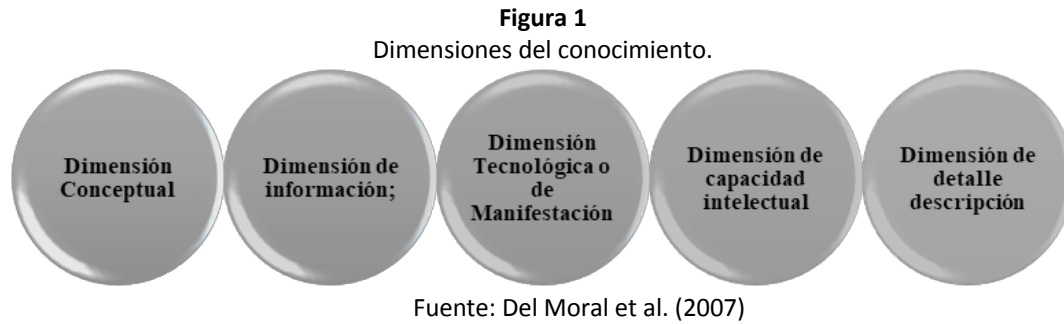 Figura 1
Dimensiones del conocimiento.
Dimensión
Conceptual
Dimensión de
información;
Dimensión
Tecnológica o
de
Manifestación
Dimensión de
capacidad
intelectual
Dimensión de
detalle
descripción
Fuente: Del Moral et al. (2007)